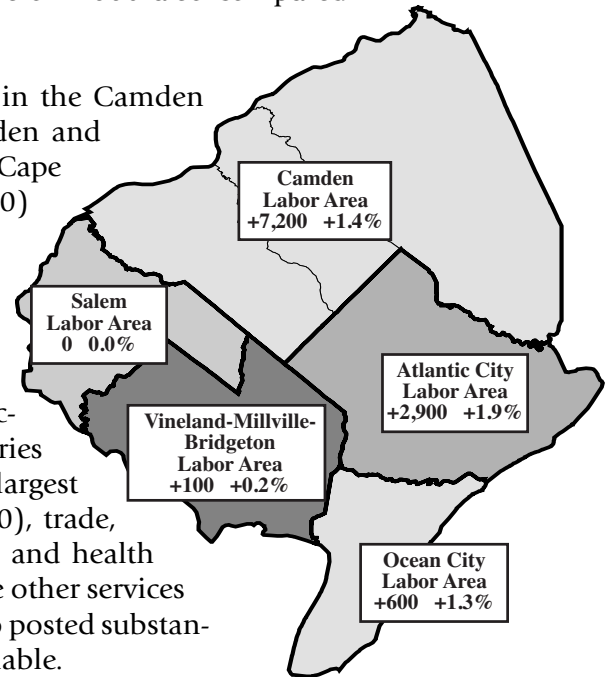 compared
in the Camden
den and
Cape
0)
Camden
Labor Area
+7,200 +1.4%
Salem
Labor Area
0 0.0%
Atlantic City
Labor Area
+2,900 +1.9%
Vineland-Millville-
Bridgeton
Labor Area
+100 +0.2%
Ocean City
Labor Area
+600 +1.3%
c-
ries
largest
0), trade,
and health
e other services
o posted substan-
lable.